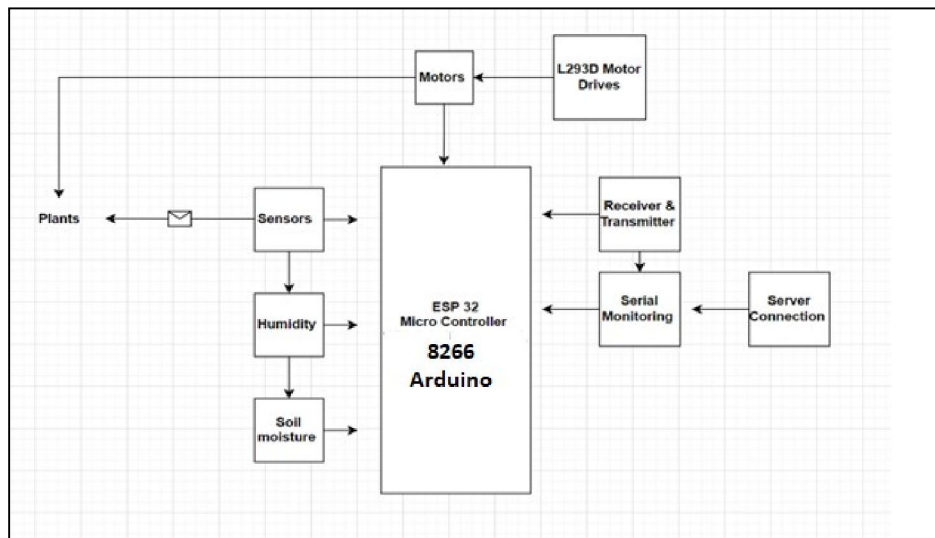 Motors
L293D Motor
Drives
Plants
Sensors
Receiver &
Transmitter
Humidity
ESP 32
Micro Controller
8266
Arduino
Serial
Monitoring
Server
Connection
Soil
moisture